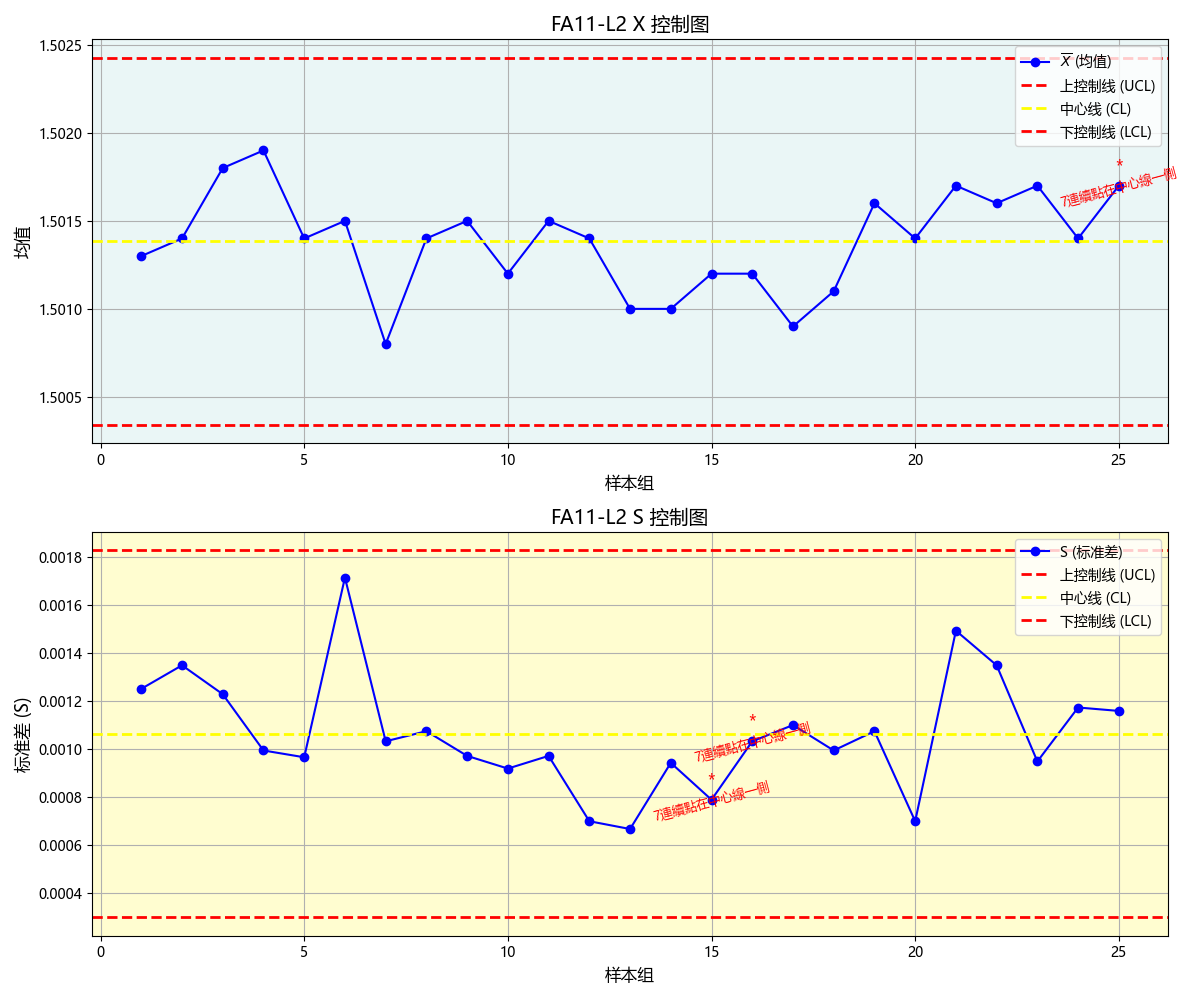 FA11-L2 X 控制图
1.5025
1.5020
1.5015
1.5010
1.5005
均值
X (均值)
上控制线 (UCL)
中心线 (CL)
下控制线 (LCL)
*
7連續點在中心線一側
0 5 10 15 20 25
样本组
FA11-L2 S 控制图
0.0018
0.0016
0.0014
0.0012
0.0010
0.0008
0.0006
0.0004
标准差 (S)
S (标准差)
上控制线 (UCL)
中心线 (CL)
下控制线 (LCL)
*
7連續點在中心線一側
*
7連續點在中心線一側
0 5 10 15 20 25
样本组